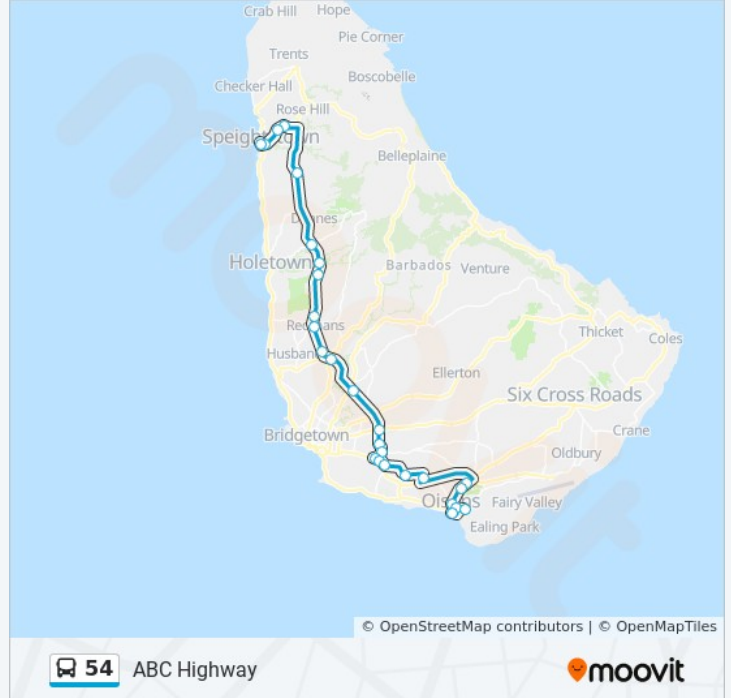 Crab Hill
Hope
Pie Corner
Trents
Boscobelle
Checker Hall
Rose Hill
Speightstown
Belleplaine
Holetown
Barbados
Venture
Thicket
Coles
Ellerton
Six Cross Roads
Crane
Bridgetown
Oldbury
Fairy Valley
Ealing Park
© OpenStreetMap contributors | © OpenMapTiles
54 ABC Highway
moovit